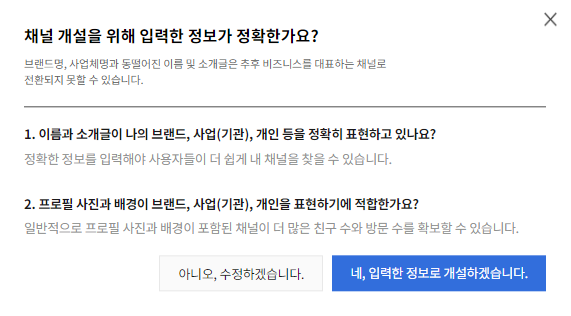 채널 개설을 위해 입력한 정보가 정확한가요?
브랜드명, 사업체명과 동떨어진 이름 및 소개글은 추후 비즈니스를 대표하는 채널로
전환되지 못할 수 있습니다.
1. 이름과 소개글이 나의 브랜드, 사업(기관), 개인 등을 정확히 표현하고 있나요?
정확한 정보를 입력해야 사용자들이 더 쉽게 내 채널을 찾을 수 있습니다.
2. 프로필 사진과 배경이 브랜드, 사업(기관), 개인을 표현하기에 적합한가요?
일반적으로 프로필 사진과 배경이 포함된 채널이 더 많은 친구 수와 방문 수를 확보할 수 있습니다.
아니오, 수정하겠습니다.
네, 입력한 정보로 개설하겠습니다.